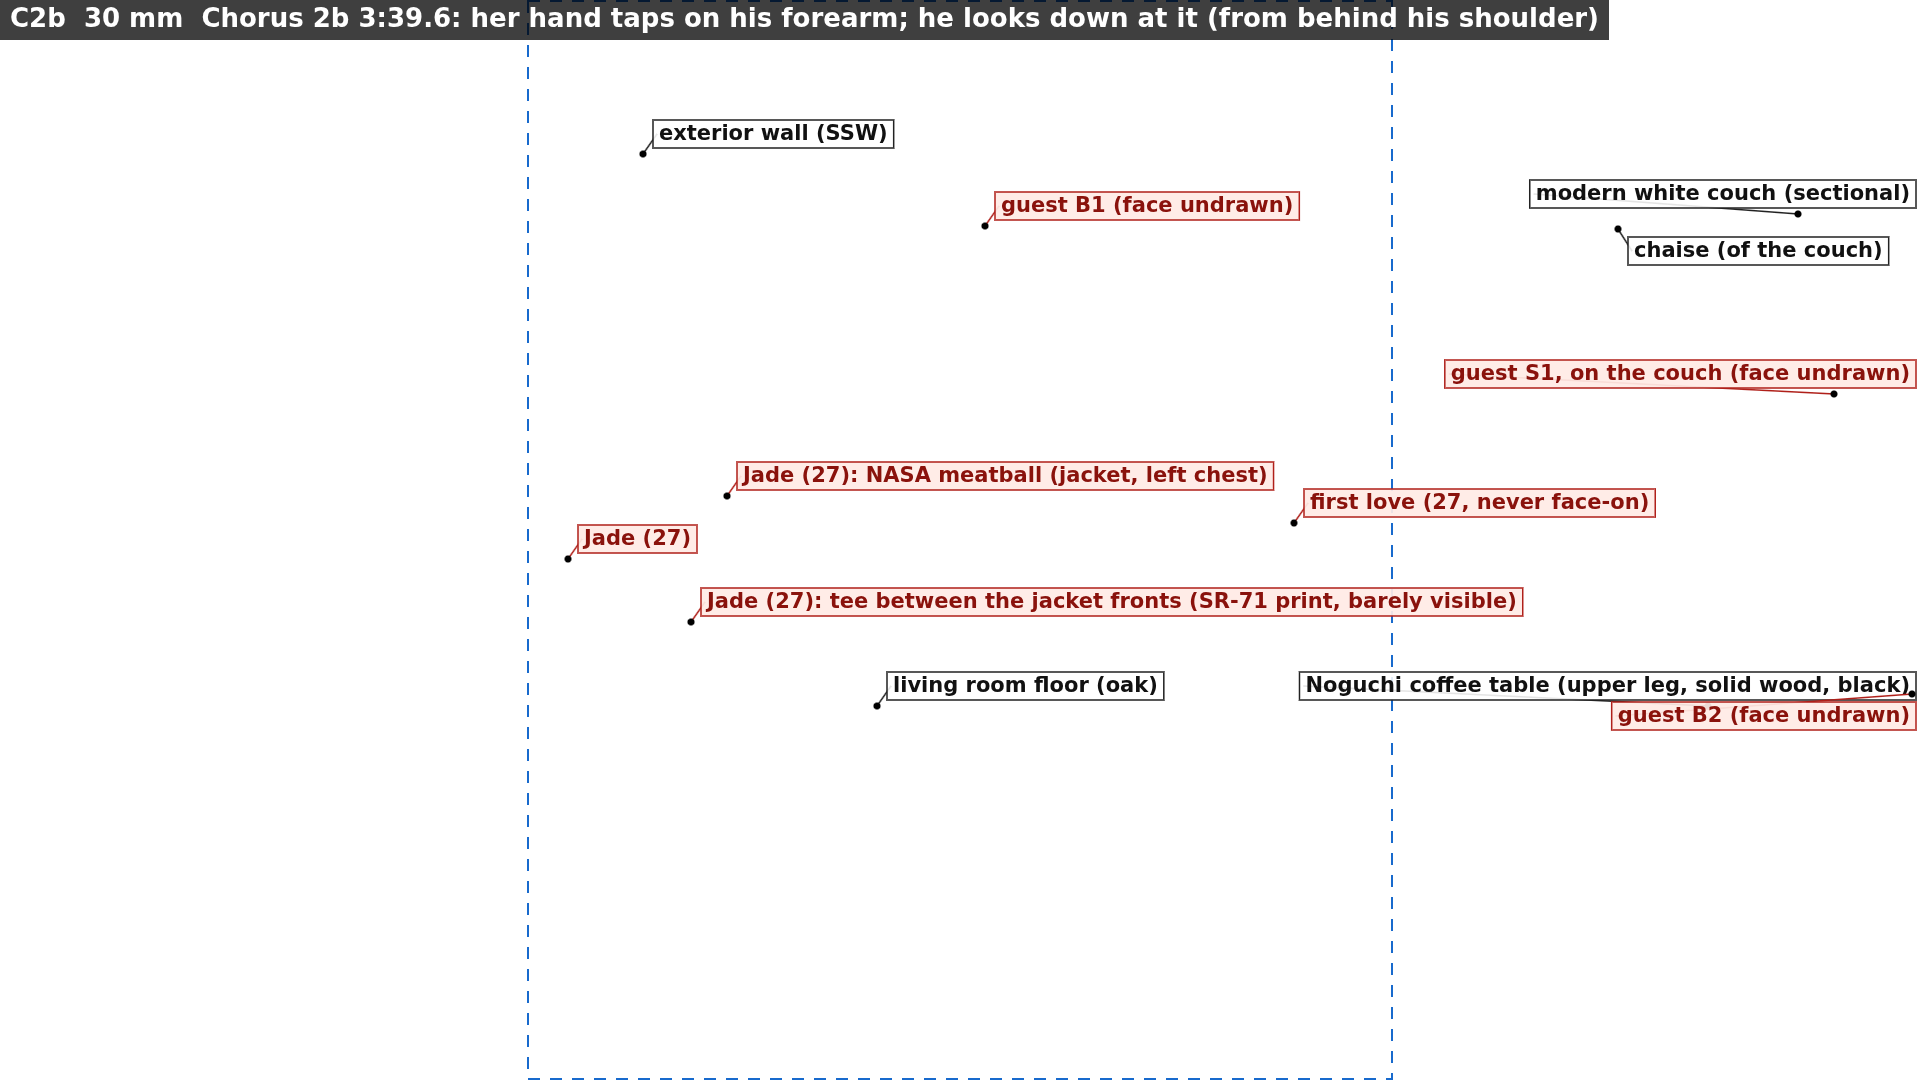 C2b 30 mm Chorus 2b 3:39.6: her hand taps on his forearm; he looks down at it (from behind his shoulder)
exterior wall (SSW)
modern white couch (sectional)
guest B1 (face undrawn)
chaise (of the couch)
guest S1, on the couch (face undrawn)
Jade (27): NASA meatball (jacket, left chest)
first love (27, never face-on)
Jade (27)
Jade (27): tee between the jacket fronts (SR-71 print, barely visible)
living room floor (oak)
Noguchi coffee table (upper leg, solid wood, black)
guest B2 (face undrawn)